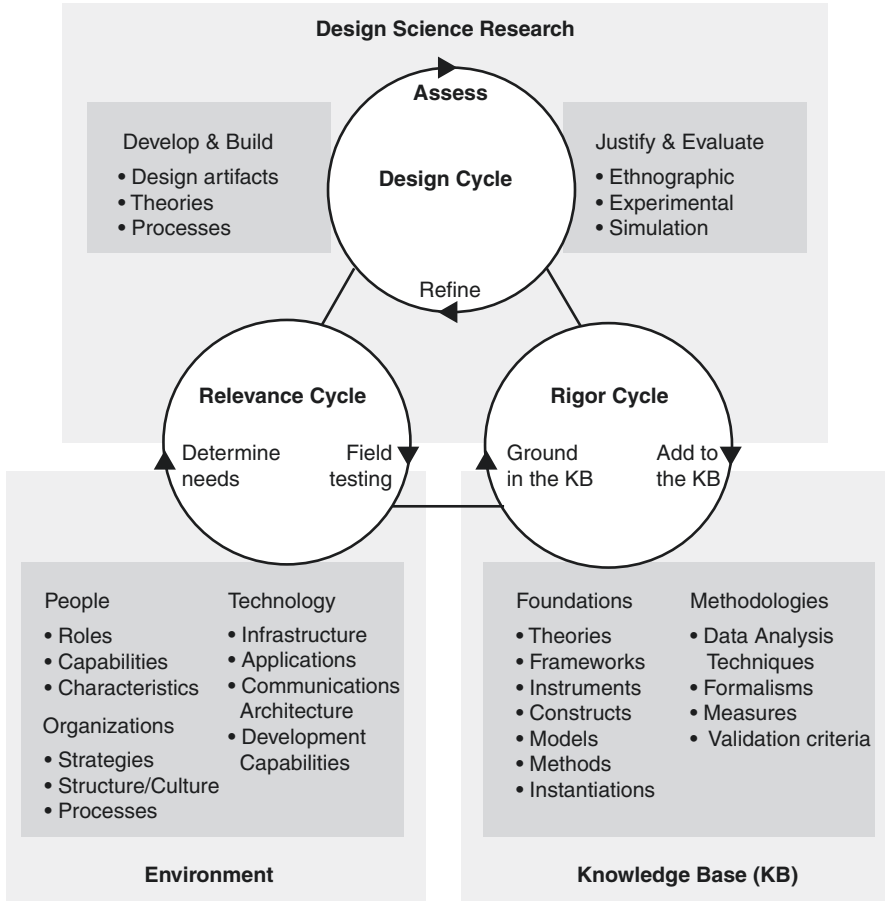 Design Science Research
Assess
Develop & Build
• Design artifacts
• Theories
• Processes
Design Cycle
Justify & Evaluate
• Ethnographic
• Experimental
• Simulation
Refine
Relevance Cycle
Determine
needs
Field
testing
Rigor Cycle
Ground
in the KB
Add to
the KB
People
• Roles
• Capabilities
• Characteristics
Organizations
• Strategies
• Structure/Culture
• Processes
Technology
• Infrastructure
• Applications
• Communications
Architecture
• Development
Capabilities
Environment
Foundations
• Theories
• Frameworks
• Instruments
• Constructs
• Models
• Methods
• Instantiations
Methodologies
• Data Analysis
Techniques
• Formalisms
• Measures
• Validation criteria
Knowledge Base (KB)